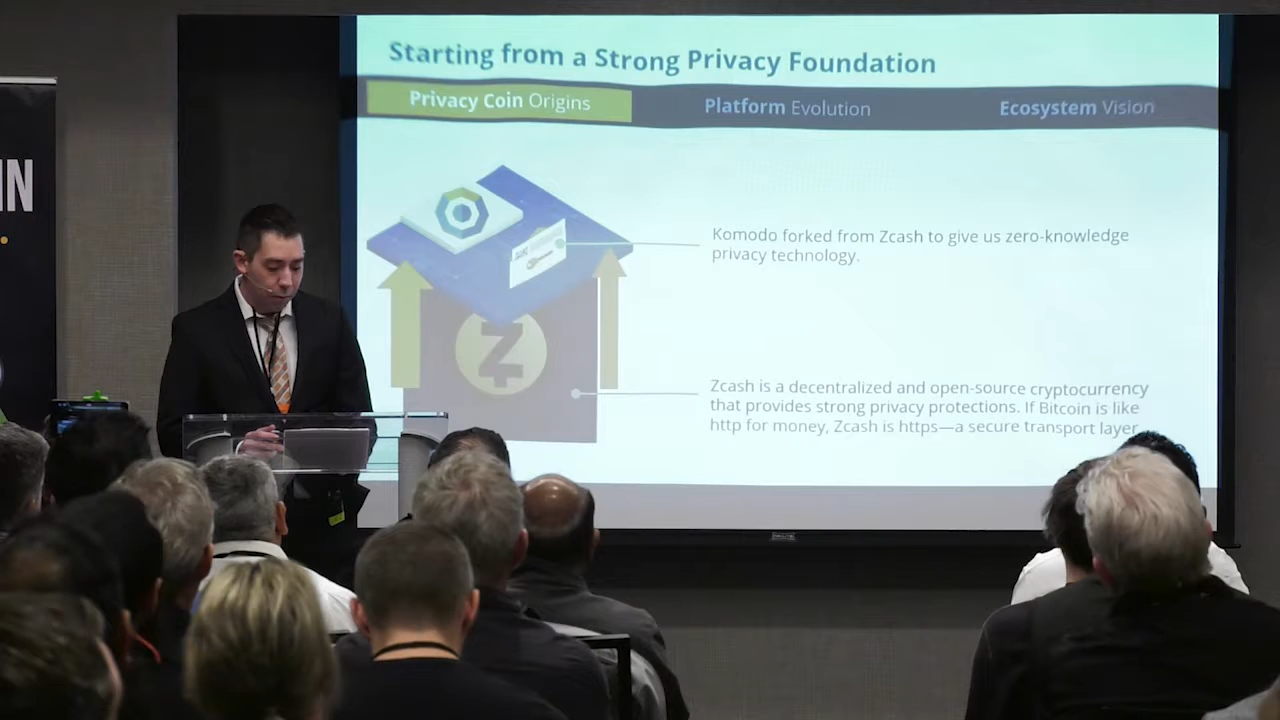 Starting from a Strong Privacy Foundation
Privacy Coin Origins
Platform Evolution
Ecosystem Vision
IN
Komodo forked from Zcash to give us zero-knowledge
privacy technology.
Zcash is a decentralized and open-source cryptocurrency
that provides strong privacy protections. If Bitcoin is like
http for money, Zcash is https—a secure transport layer